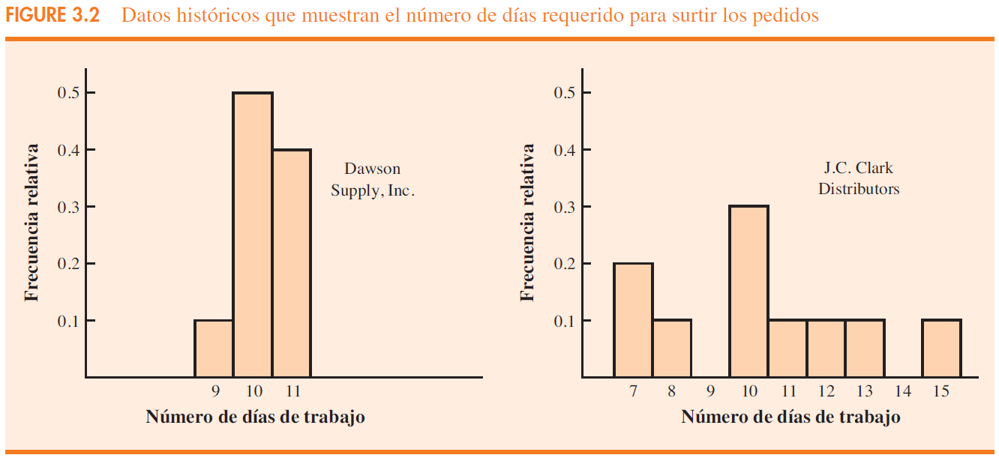 FIGURE 3.2 Datos históricos que muestran el número de días requerido para surtir los pedidos
Frecuencia relativa
0.5
0.4
0.3
0.2
0.1
Dawson
Supply, Inc.
9 10 11
Número de días de trabajo
Frecuencia relativa
0.5
0.4
0.3
0.2
0.1
J.C. Clark
Distributors
7 8 9 10 11 12 13 14 15
Número de días de trabajo